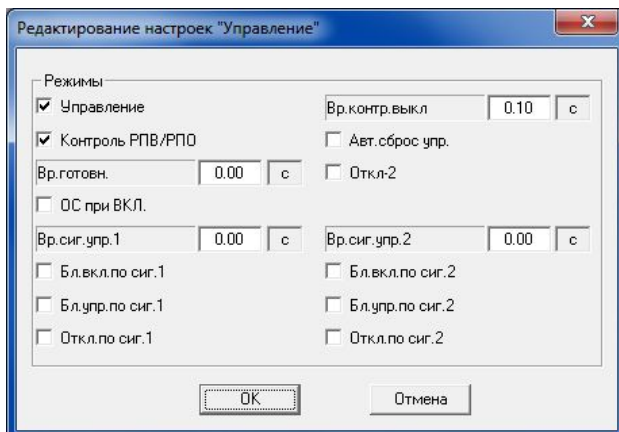 Редактирование настроек "Управление"
Режимы
Управление
Вр.контр.выкл 0.10 с
Контроль РПВ/РПО
Авт.сброс упр.
Вр.готовн. 0.00 с
Откл-2
ОС при ВКЛ.
Вр.сиг.упр.1 0.00 с
Вр.сиг.упр.2 0.00 с
Бл.вкл.по сиг.1
Бл.вкл.по сиг.2
Бл.упр.по сиг.1
Бл.упр.по сиг.2
Откл.по сиг.1
Откл.по сиг.2
OK
Отмена